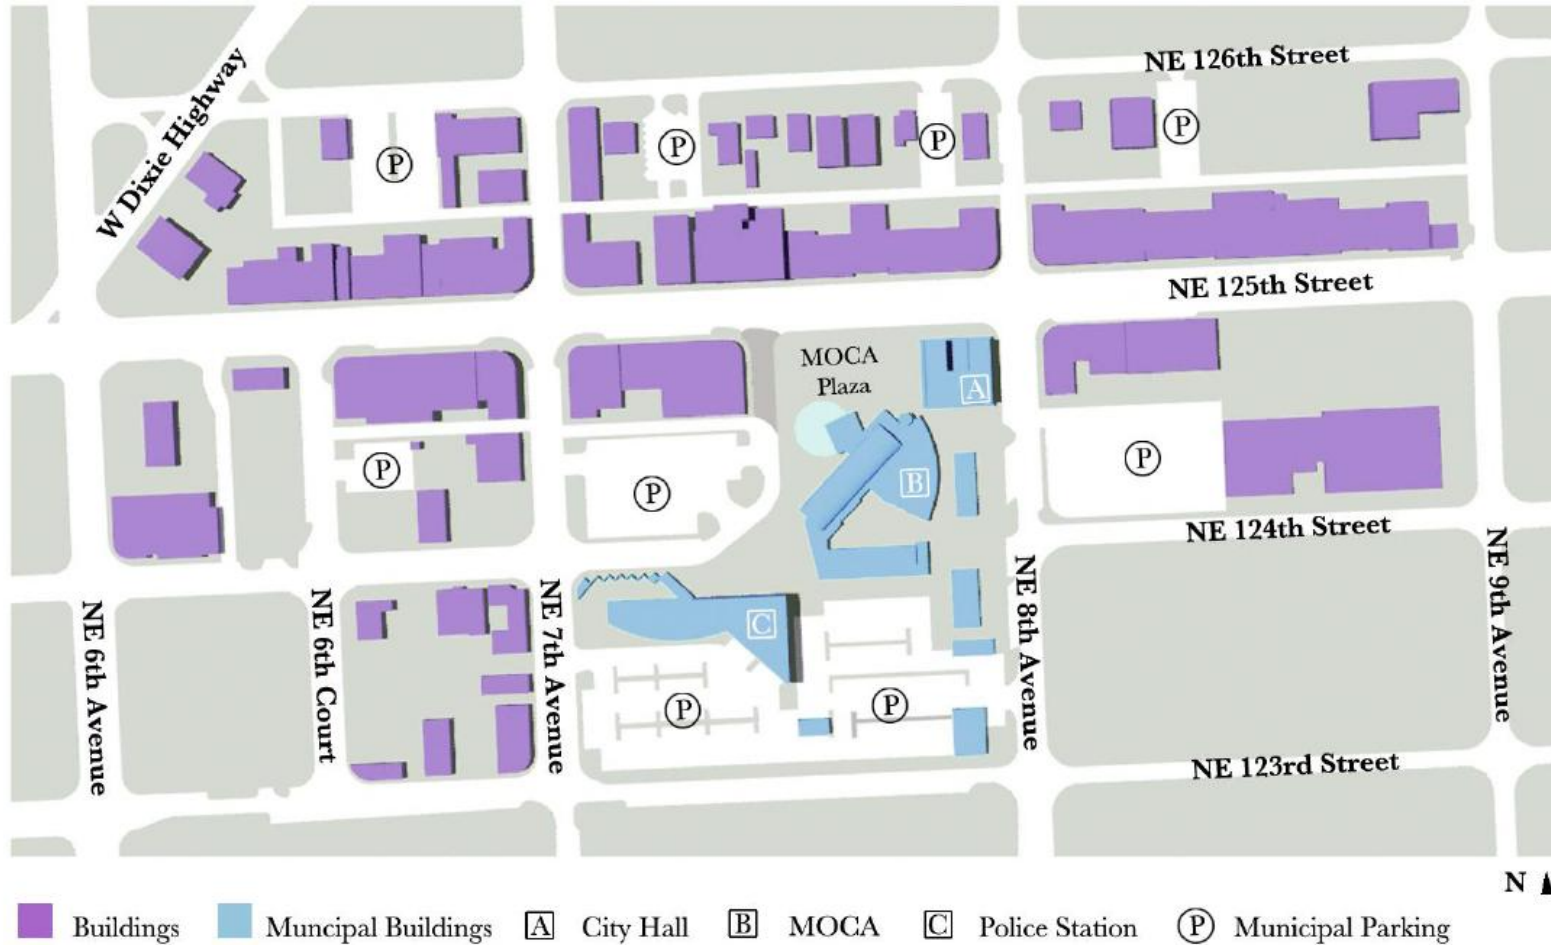 NE 126th Street
W Dixie Highway
P
P
P
P
NE 125th Street
MOCA
Plaza
A
P
P
P
B
NE 124th Street
NE 6th Avenue
NE 6th Court
NE 7th Avenue
C
NE 8th Avenue
NE 9th Avenue
P
P
NE 123rd Street
N
Buildings
Muncipal Buildings
A City Hall
B MOCA
C Police Station
P Municipal Parking